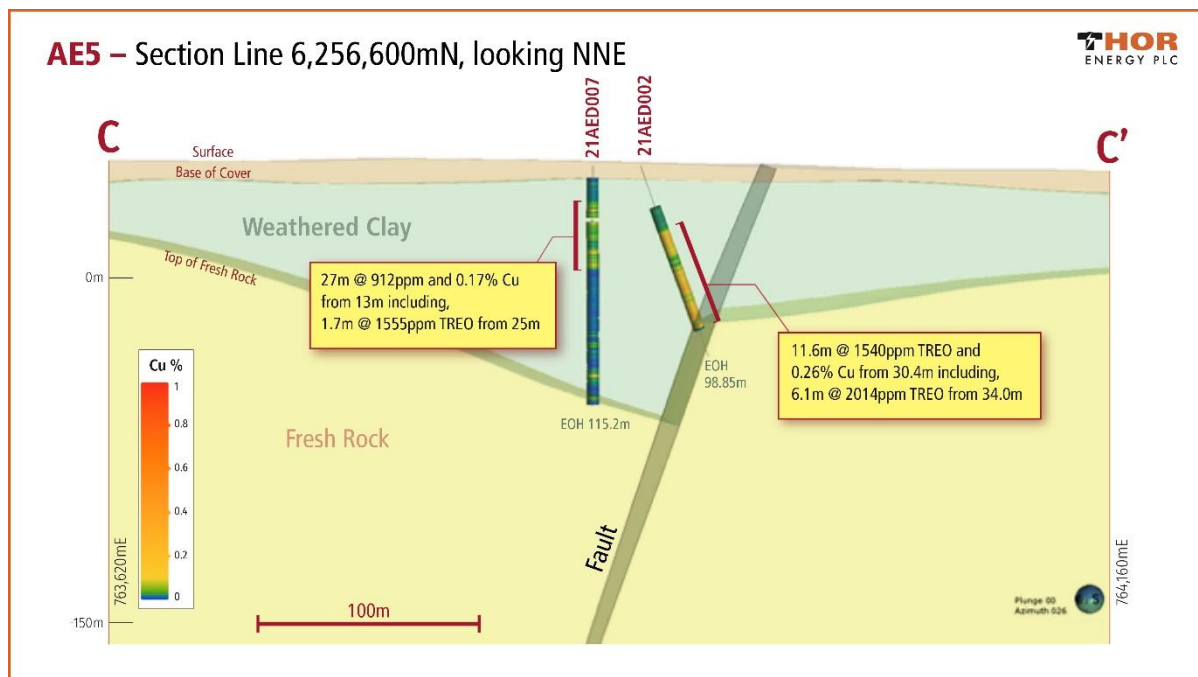 AE5 – Section Line 6,256,600mN, looking NNE
THOR
ENERGY PLC
21AED007
21AED002
C
C'
Surface
Base of Cover
Weathered Clay
Top of Fresh Rock
0m
27m @ 912ppm and 0.17% Cu
from 13m including,
1.7m @ 1555ppm TREO from 25m
11.6m @ 1540ppm TREO and
0.26% Cu from 30.4m including,
6.1m @ 2014ppm TREO from 34.0m
EOH
98.85m
EOH 115.2m
Fresh Rock
Cu %
1
0.8
0.6
0.4
0.2
0
Fault
763,620mE
764,160mE
100m
-150m
Plunge 00
Azimuth 026